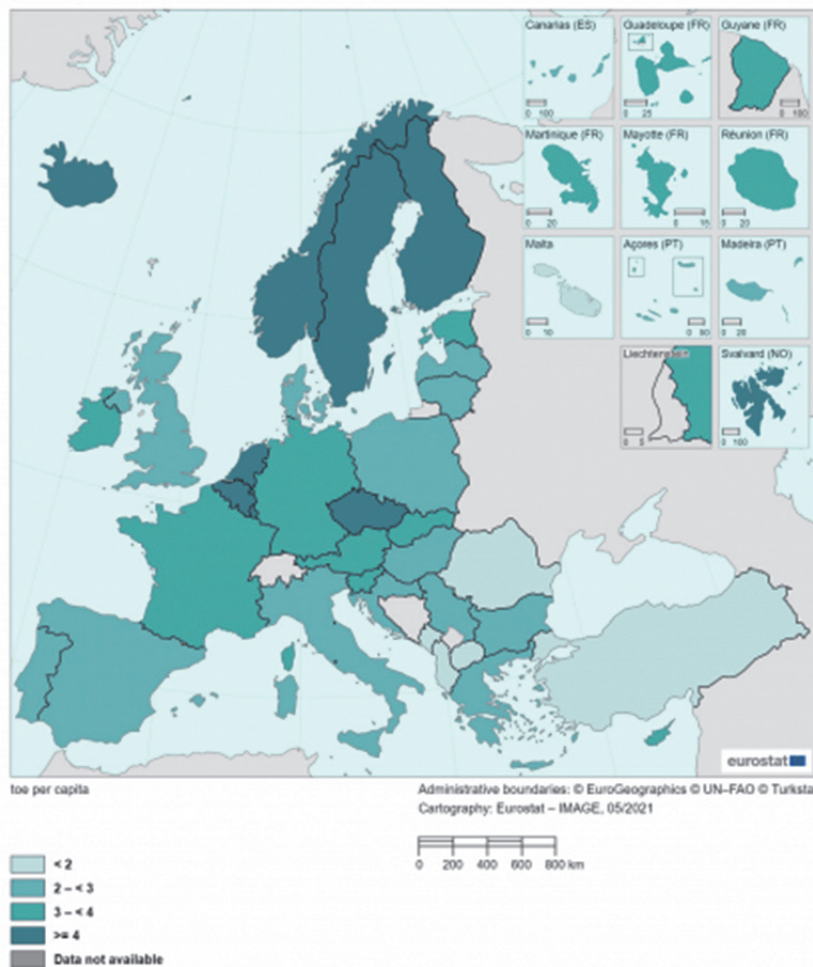 Canarias (ES)
0 100
Guadeloupe (FR)
0 25
Guyane (FR)
0 100
Martinique (FR)
0 20
Mayotte (FR)
0 15
Réunion (FR)
0 20
Malta
0 10
Açores (PT)
0 50
Madeira (PT)
0 20
Liechtenstein
0 5
Svalvard (NO)
0 100
eurostat
toe per capita
Administrative boundaries: © EuroGeographics © UN–FAO © Turksta
Cartography: Eurostat – IMAGE, 05/2021
0 200 400 600 800 km
< 2
2 – < 3
3 – < 4
>= 4
Data not available